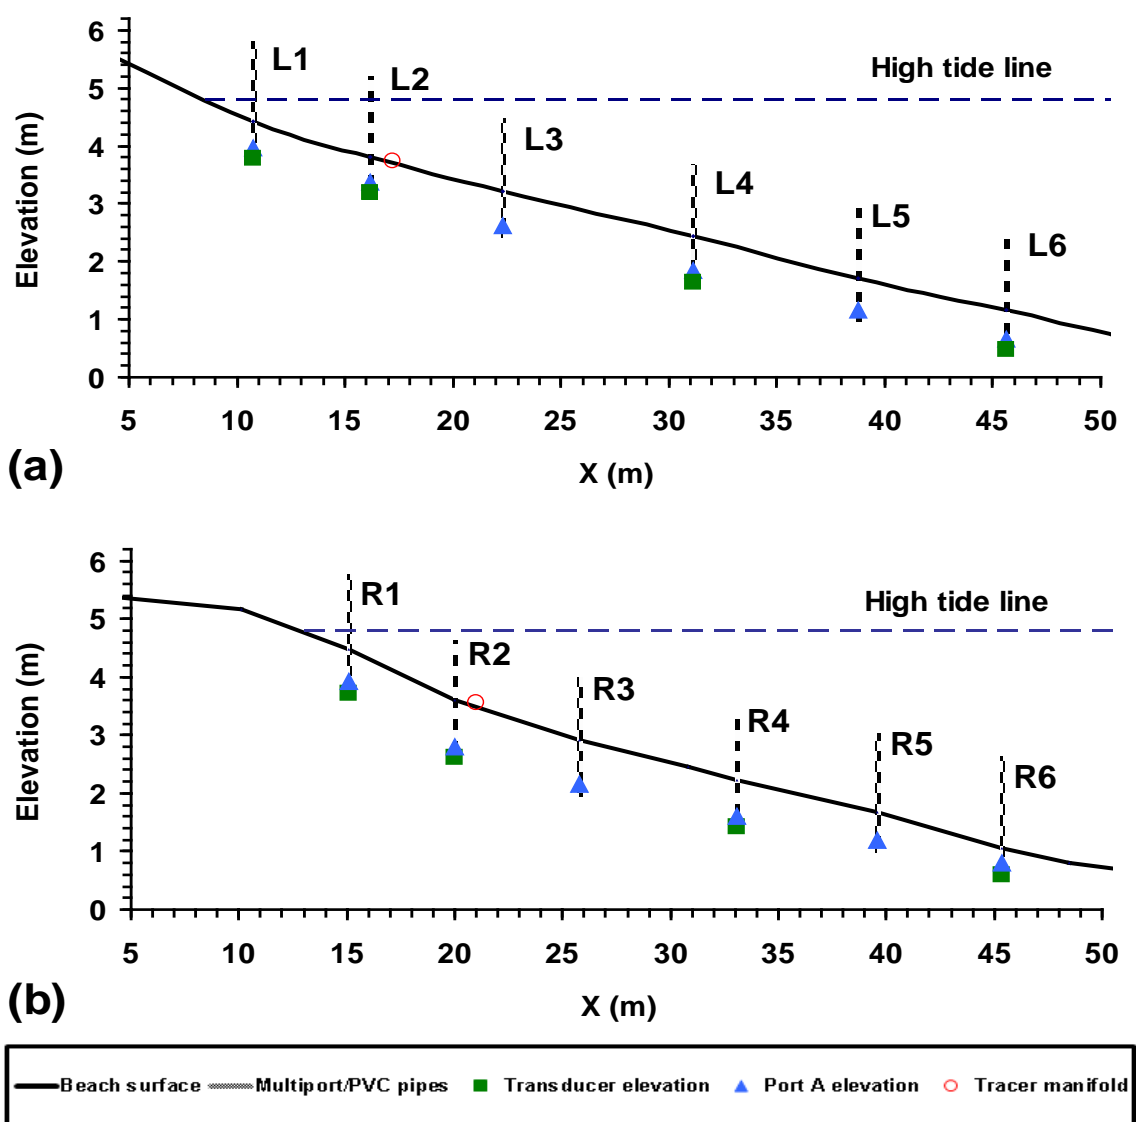 6
5
4
3
2
1
0
Elevation (m)
L1
L2
L3
L4
L5
L6
High tide line
5 10 15 20 25 30 35 40 45 50
X (m)
(a)
6
5
4
3
2
1
0
Elevation (m)
R1
R2
R3
R4
R5
R6
High tide line
5 10 15 20 25 30 35 40 45 50
X (m)
(b)
Beach surface Multiport/PVC pipes Transducer elevation Port A elevation Tracer manifold